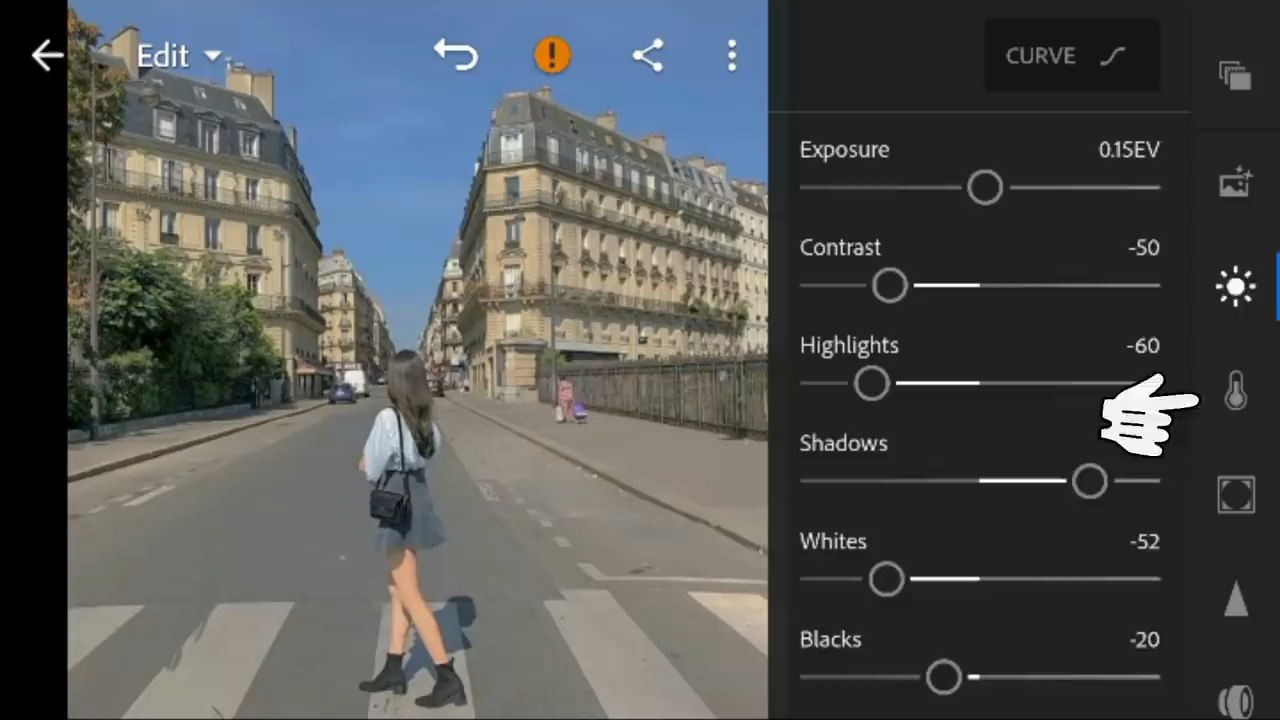 Edit
CURVE
Exposure 0.15EV
Contrast -50
Highlights -60
Shadows
Whites -52
Blacks -20